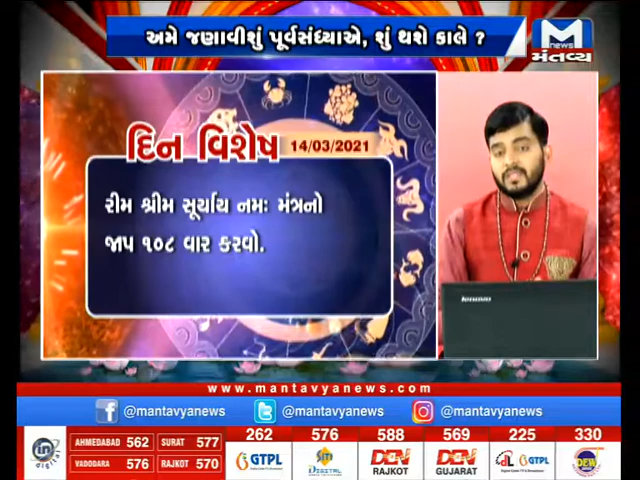 અમે જણાવીશું પૂર્વસંધ્યાએ, શું થશે કાલે ?
M
NEWS
મંતવ્ય
દિન વિશેષ 14/03/2021
રીમ શ્રીમ સૂર્યાય નમઃ મંત્રનો
જાપ ૧૦૮ વાર કરવો.
lenovo
www.mantavyanews.com
@mantavyanews @mantavyanews @mantavyanews
in digital AHMEDABAD 562 SURAT 577
VADODARA 576 RAJKOT 570
262 576 588 569 225 330
GTPL DEN RAJKOT DEN GUJARAT GTPL